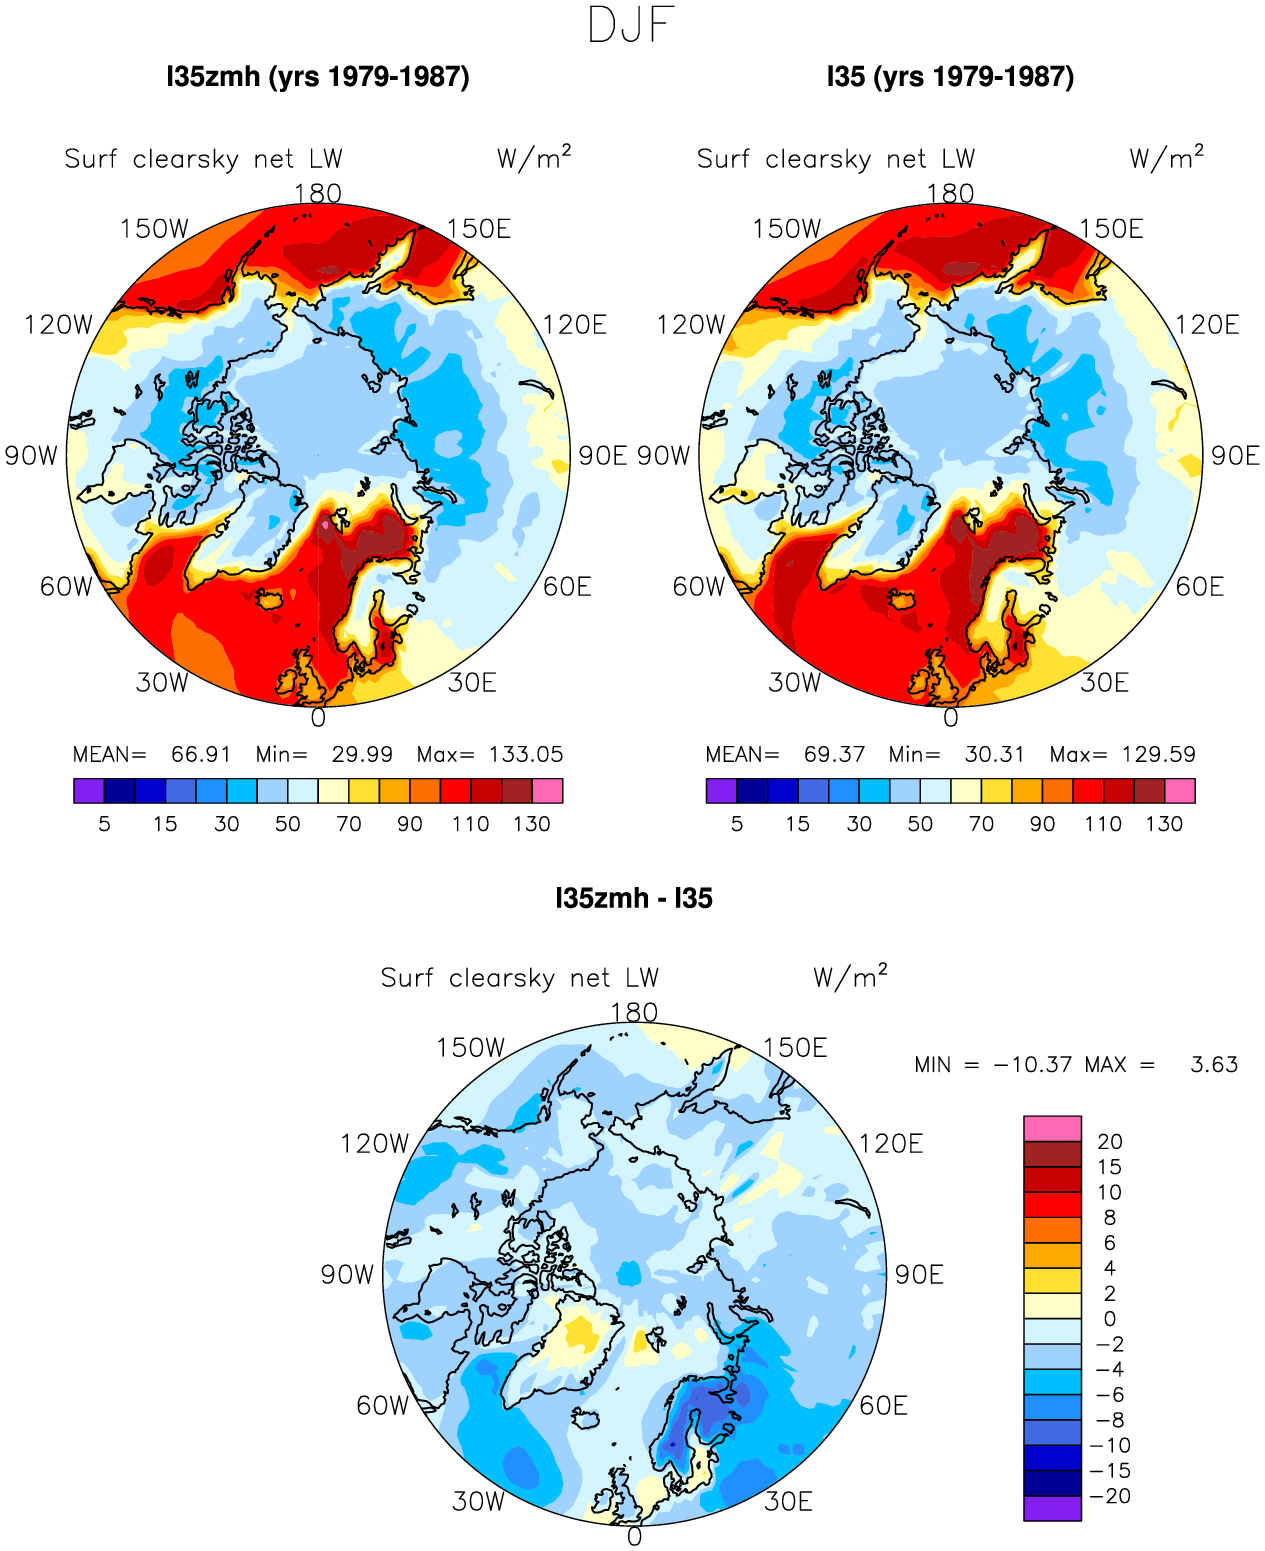 DJF
I35zmh (yrs 1979-1987)
I35 (yrs 1979-1987)
Surf clearsky net LW W/m²
180
150W 150E
120W 120E
90W 90E
60W 60E
30W 30E
0
MEAN= 66.91 Min= 29.99 Max= 133.05
5 15 30 50 70 90 110 130
Surf clearsky net LW W/m²
180
150W 150E
120W 120E
90W 90E
60W 60E
30W 30E
0
MEAN= 69.37 Min= 30.31 Max= 129.59
5 15 30 50 70 90 110 130
I35zmh - I35
Surf clearsky net LW W/m²
180
150W 150E
120W 120E
90W 90E
60W 60E
30W 30E
0
MIN = −10.37 MAX = 3.63
20
15
10
8
6
4
2
0
−2
−4
−6
−8
−10
−15
−20